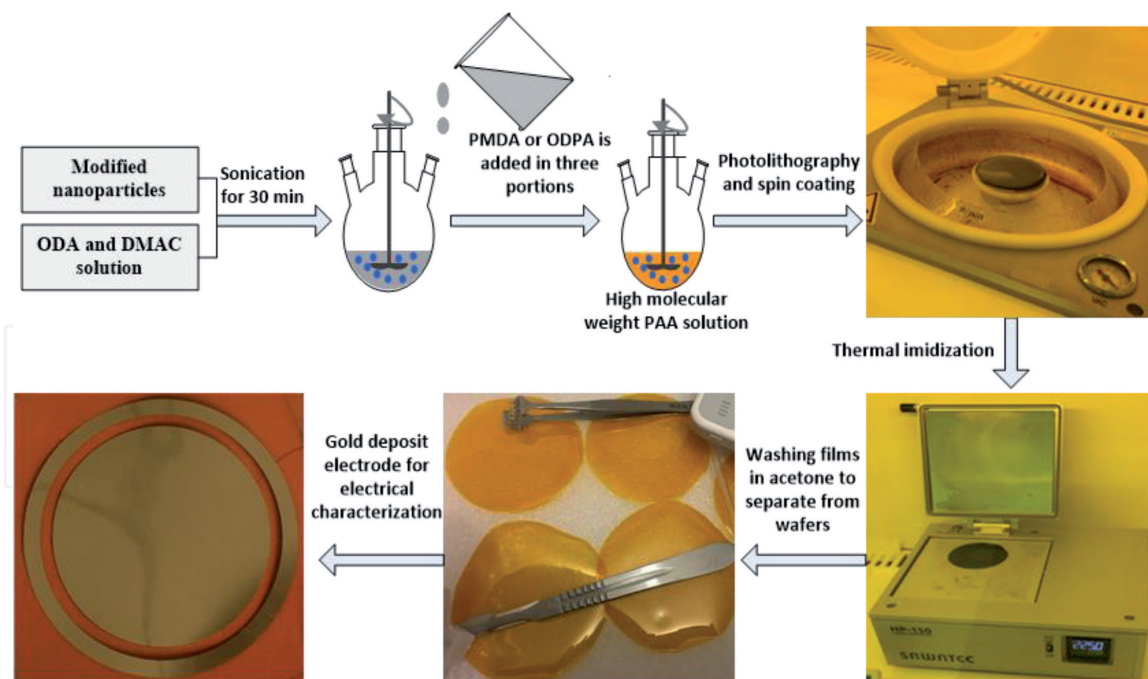 Modified
nanoparticles
ODA and DMAC
solution
Sonication
for 30 min
PMDA or ODPA is
added in three
portions
High molecular
weight PAA solution
Photolithography
and spin coating
VAC
Thermal imidization
HP-150
SAWATEC
225.0
Washing films
in acetone to
separate from
wafers
Gold deposit
electrode for
electrical
characterization